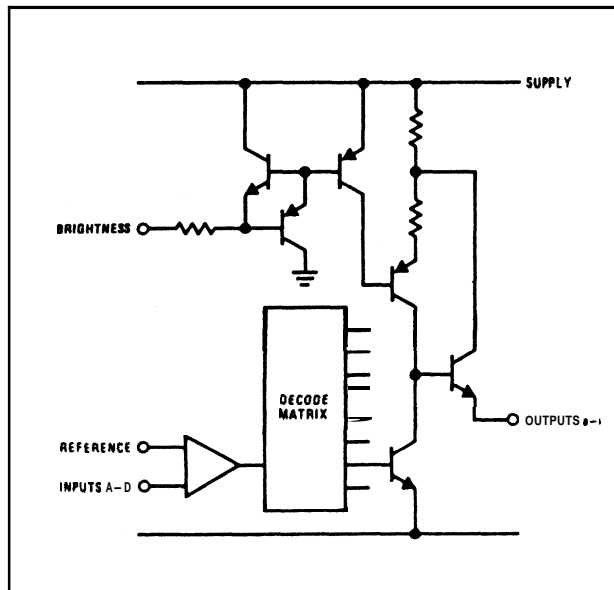 SUPPLY
BRIGHTNESS
DECODE
MATRIX
OUTPUTS
REFERENCE
INPUTS A–D